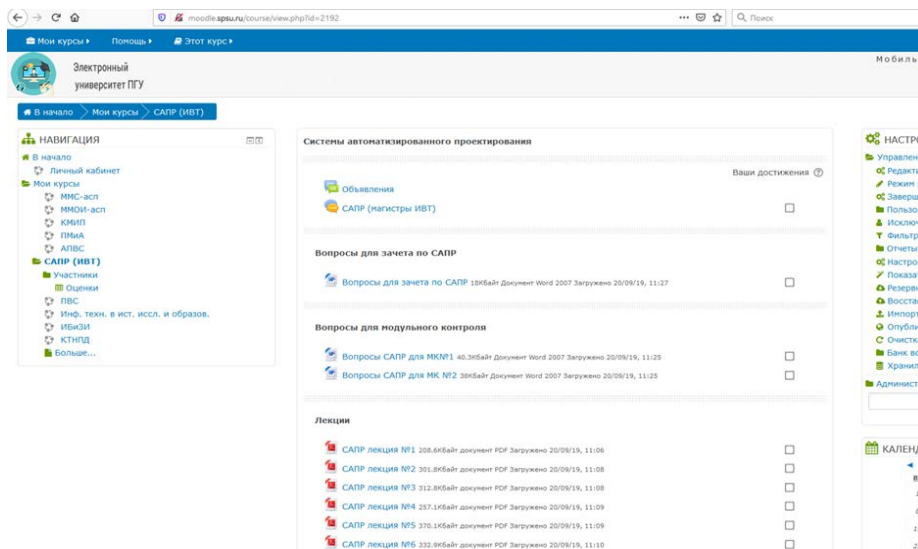 moodle.spsu.ru/course/view.php?id=2192
Поиск
Мои курсы
Помощь
Этот курс
Электронный
университет ПГУ
Мобиль
В начало
Мои курсы
САПР (ИВТ)
НАВИГАЦИЯ
В начало
Личный кабинет
Мои курсы
ММС-асп
ММОИ-асп
КМИП
ПМиА
АПВС
САПР (ИВТ)
Участники
Оценки
ПВС
Инф. техн. в ист. иссл. и образов.
ИБиЗИ
КТНПД
Больше...
Системы автоматизированного проектирования
Ваши достижения
Объявления
САПР (магистры ИВТ)
Вопросы для зачета по САПР
Вопросы для зачета по САПР 18Кбайт Документ Word 2007 Загружено 20/09/19, 11:27
Вопросы для модульного контроля
Вопросы САПР для МК№1 40.3Кбайт Документ Word 2007 Загружено 20/09/19, 11:25
Вопросы САПР для МК №2 38Кбайт Документ Word 2007 Загружено 20/09/19, 11:25
Лекции
САПР лекция №1 208.6Кбайт документ PDF Загружено 20/09/19, 11:06
САПР лекция №2 301.8Кбайт документ PDF Загружено 20/09/19, 11:08
САПР лекция №3 312.8Кбайт документ PDF Загружено 20/09/19, 11:08
САПР лекция №4 257.1Кбайт документ PDF Загружено 20/09/19, 11:09
САПР лекция №5 370.1Кбайт документ PDF Загружено 20/09/19, 11:09
САПР лекция №6 332.9Кбайт документ PDF Загружено 20/09/19, 11:10
НАСТРО
Управлен
Редакти
Режим
Заверш
Пользо
Исключ
Фильтр
Отчеты
Настро
Показат
Резерв
Восста
Импорт
Опубли
Очистк
Банк во
Хранил
Админист
КАЛЕНД